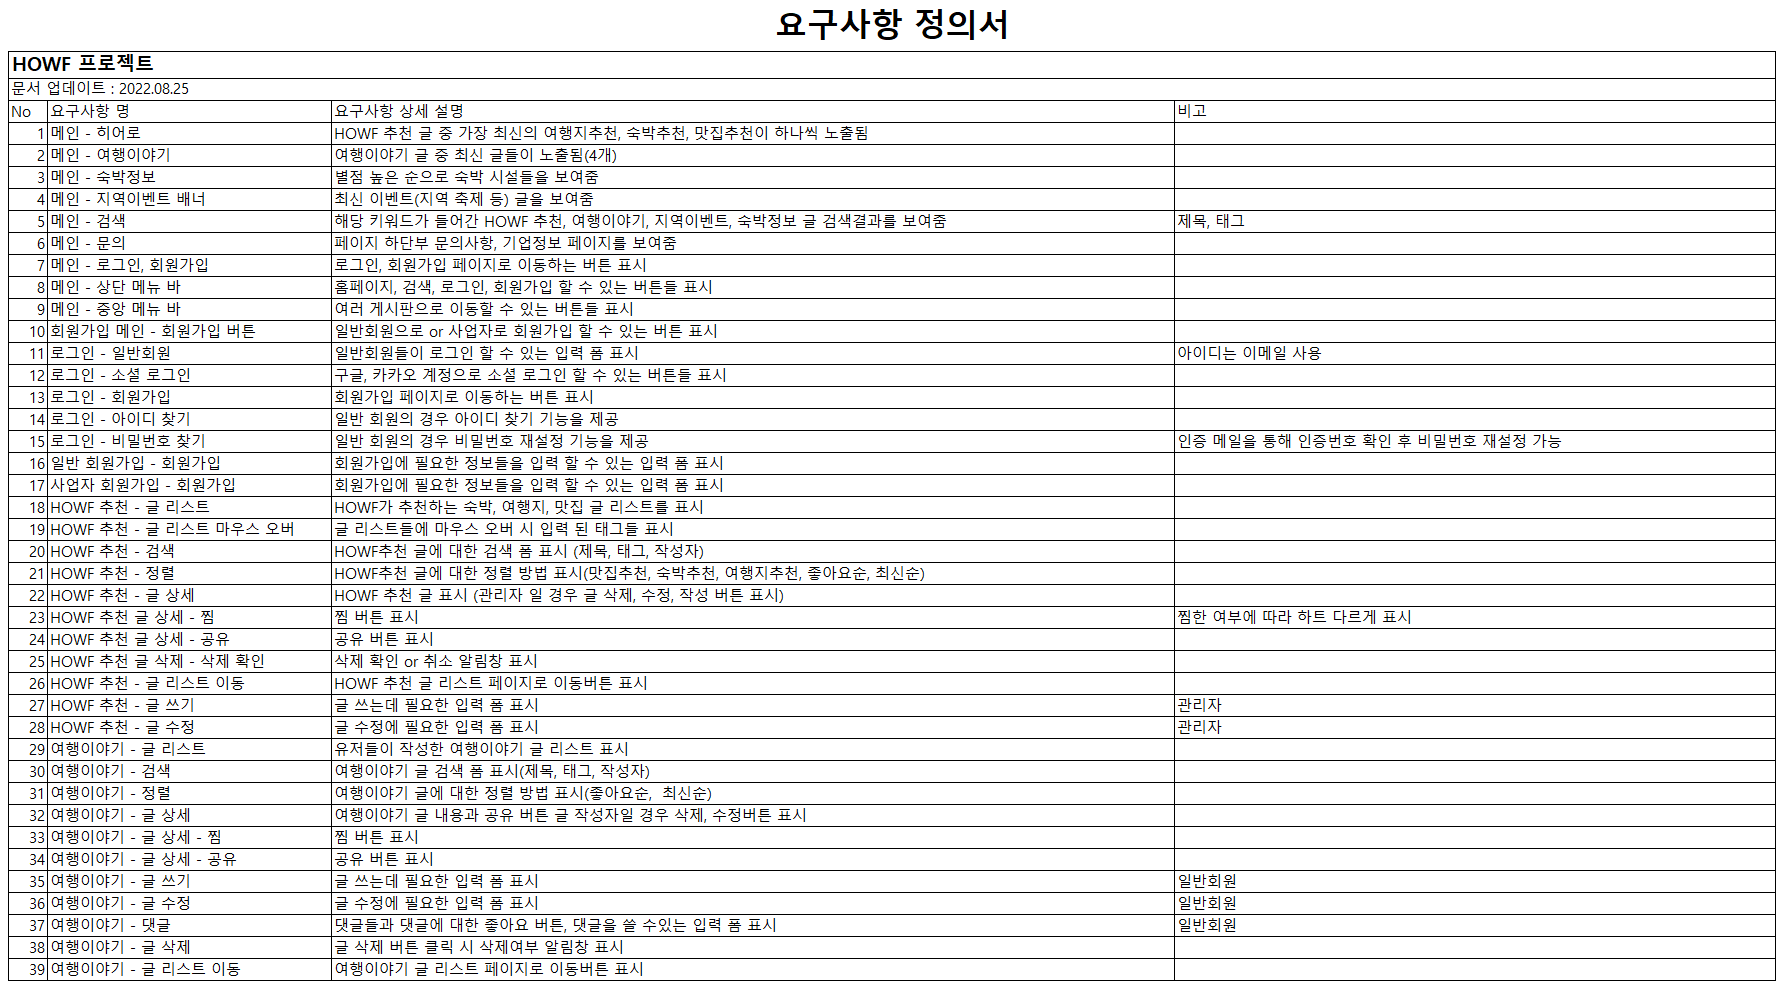 요구사항 정의서
HOWF 프로젝트
문서 업데이트 : 2022.08.25
No 요구사항 명 요구사항 상세 설명 비고
1 메인 - 히어로 HOWF 추천 글 중 가장 최신의 여행지추천, 숙박추천, 맛집추천이 하나씩 노출됨
2 메인 - 여행이야기 여행이야기 글 중 최신 글들이 노출됨(4개)
3 메인 - 숙박정보 별점 높은 순으로 숙박 시설들을 보여줌
4 메인 - 지역이벤트 배너 최신 이벤트(지역 축제 등) 글을 보여줌
5 메인 - 검색 해당 키워드가 들어간 HOWF 추천, 여행이야기, 지역이벤트, 숙박정보 글 검색결과를 보여줌 제목, 태그
6 메인 - 문의 페이지 하단부 문의사항, 기업정보 페이지를 보여줌
7 메인 - 로그인, 회원가입 로그인, 회원가입 페이지로 이동하는 버튼 표시
8 메인 - 상단 메뉴 바 홈페이지, 검색, 로그인, 회원가입 할 수 있는 버튼들 표시
9 메인 - 중앙 메뉴 바 여러 게시판으로 이동할 수 있는 버튼들 표시
10 회원가입 메인 - 회원가입 버튼 일반회원으로 or 사업자로 회원가입 할 수 있는 버튼 표시
11 로그인 - 일반회원 일반회원들이 로그인 할 수 있는 입력 폼 표시 아이디는 이메일 사용
12 로그인 - 소셜 로그인 구글, 카카오 계정으로 소셜 로그인 할 수 있는 버튼들 표시
13 로그인 - 회원가입 회원가입 페이지로 이동하는 버튼 표시
14 로그인 - 아이디 찾기 일반 회원의 경우 아이디 찾기 기능을 제공
15 로그인 - 비밀번호 찾기 일반 회원의 경우 비밀번호 재설정 기능을 제공 인증 메일을 통해 인증번호 확인 후 비밀번호 재설정 가능
16 일반 회원가입 - 회원가입 회원가입에 필요한 정보들을 입력 할 수 있는 입력 폼 표시
17 사업자 회원가입 - 회원가입 회원가입에 필요한 정보들을 입력 할 수 있는 입력 폼 표시
18 HOWF 추천 - 글 리스트 HOWF가 추천하는 숙박, 여행지, 맛집 글 리스트를 표시
19 HOWF 추천 - 글 리스트 마우스 오버 글 리스트들에 마우스 오버 시 입력 된 태그들 표시
20 HOWF 추천 - 검색 HOWF추천 글에 대한 검색 폼 표시 (제목, 태그, 작성자)
21 HOWF 추천 - 정렬 HOWF추천 글에 대한 정렬 방법 표시(맛집추천, 숙박추천, 여행지추천, 좋아요순, 최신순)
22 HOWF 추천 - 글 상세 HOWF 추천 글 표시 (관리자 일 경우 글 삭제, 수정, 작성 버튼 표시)
23 HOWF 추천 글 상세 - 찜 찜 버튼 표시 찜한 여부에 따라 하트 다르게 표시
24 HOWF 추천 글 상세 - 공유 공유 버튼 표시
25 HOWF 추천 글 삭제 - 삭제 확인 삭제 확인 or 취소 알림창 표시
26 HOWF 추천 - 글 리스트 이동 HOWF 추천 글 리스트 페이지로 이동버튼 표시
27 HOWF 추천 - 글 쓰기 글 쓰는데 필요한 입력 폼 표시 관리자
28 HOWF 추천 - 글 수정 글 수정에 필요한 입력 폼 표시 관리자
29 여행이야기 - 글 리스트 유저들이 작성한 여행이야기 글 리스트 표시
30 여행이야기 - 검색 여행이야기 글 검색 폼 표시(제목, 태그, 작성자)
31 여행이야기 - 정렬 여행이야기 글에 대한 정렬 방법 표시(좋아요순,  최신순)
32 여행이야기 - 글 상세 여행이야기 글 내용과 공유 버튼 글 작성자일 경우 삭제, 수정버튼 표시
33 여행이야기 - 글 상세 - 찜 찜 버튼 표시
34 여행이야기 - 글 상세 - 공유 공유 버튼 표시
35 여행이야기 - 글 쓰기 글 쓰는데 필요한 입력 폼 표시 일반회원
36 여행이야기 - 글 수정 글 수정에 필요한 입력 폼 표시 일반회원
37 여행이야기 - 댓글 댓글들과 댓글에 대한 좋아요 버튼, 댓글을 쓸 수있는 입력 폼 표시 일반회원
38 여행이야기 - 글 삭제 글 삭제 버튼 클릭 시 삭제여부 알림창 표시
39 여행이야기 - 글 리스트 이동 여행이야기 글 리스트 페이지로 이동버튼 표시